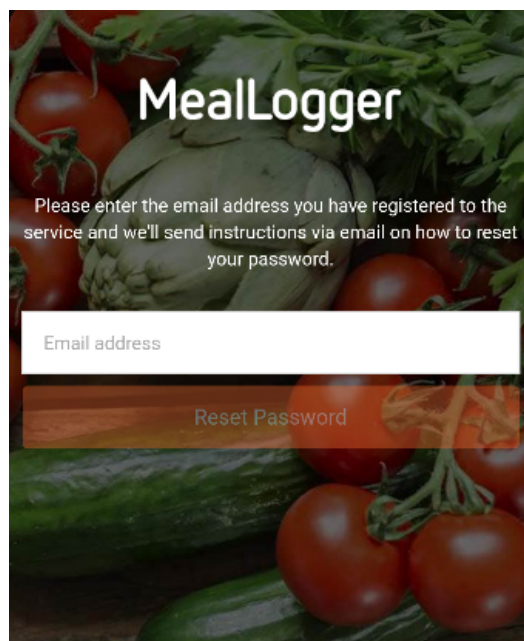 MealLogger
Please enter the email address you have registered to the
service and we'll send instructions via email on how to reset
your password.
Email address
Reset Password